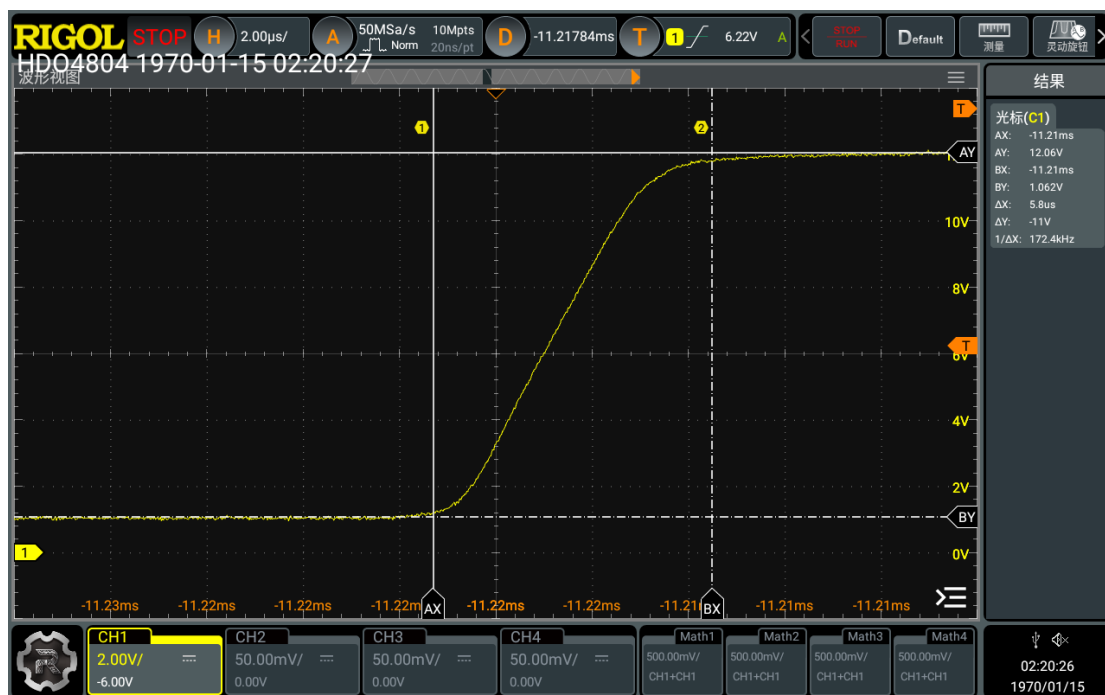 RIGOL STOP H 2.00μs/ A 50MSa/s 10Mpts Norm 20ns/pt D -11.21784ms T 1 6.22V A STOP RUN Default 测量 灵动旋钮
HDO4804 1970-01-15 02:20:27
波形视图
结果
T
光标(C1)
1
2
AX: -11.21ms
AY: 12.06V
BX: -11.21ms
BY: 1.062V
ΔX: 5.8us
ΔY: -11V
1/ΔX: 172.4kHz
AY
10V
8V
T
6V
4V
2V
BY
1
0V
-11.23ms -11.22ms -11.22ms -11.22m AX -11.22ms -11.22ms -11.21 BX -11.21ms -11.21ms
CH1 CH2 CH3 CH4 Math1 Math2 Math3 Math4
2.00V/ 50.00mV/ 50.00mV/ 50.00mV/ 500.00mV/ 500.00mV/ 500.00mV/ 500.00mV/
-6.00V 0.00V 0.00V 0.00V CH1+CH1 CH1+CH1 CH1+CH1 CH1+CH1
02:20:26
1970/01/15